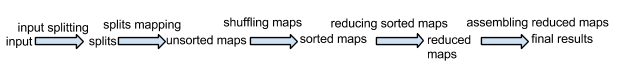 input splitting
splits mapping
shuffling maps
reducing sorted maps
assembling reduced maps
input
splits
unsorted maps
sorted maps
reduced
maps
final results